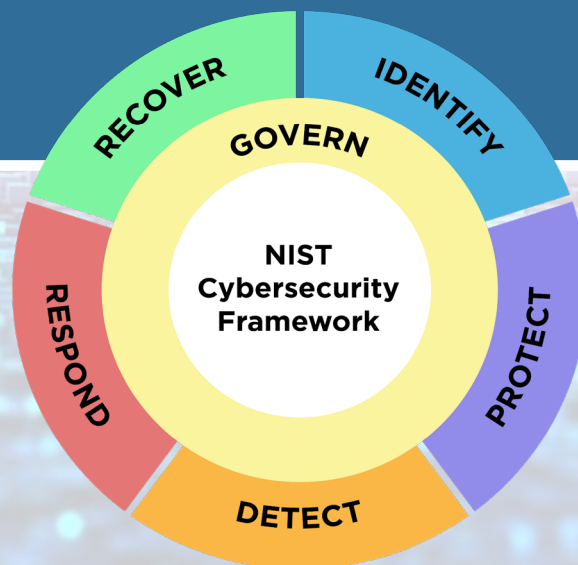 RECOVER
IDENTIFY
GOVERN
NIST
Cybersecurity
Framework
RESPOND
PROTECT
DETECT